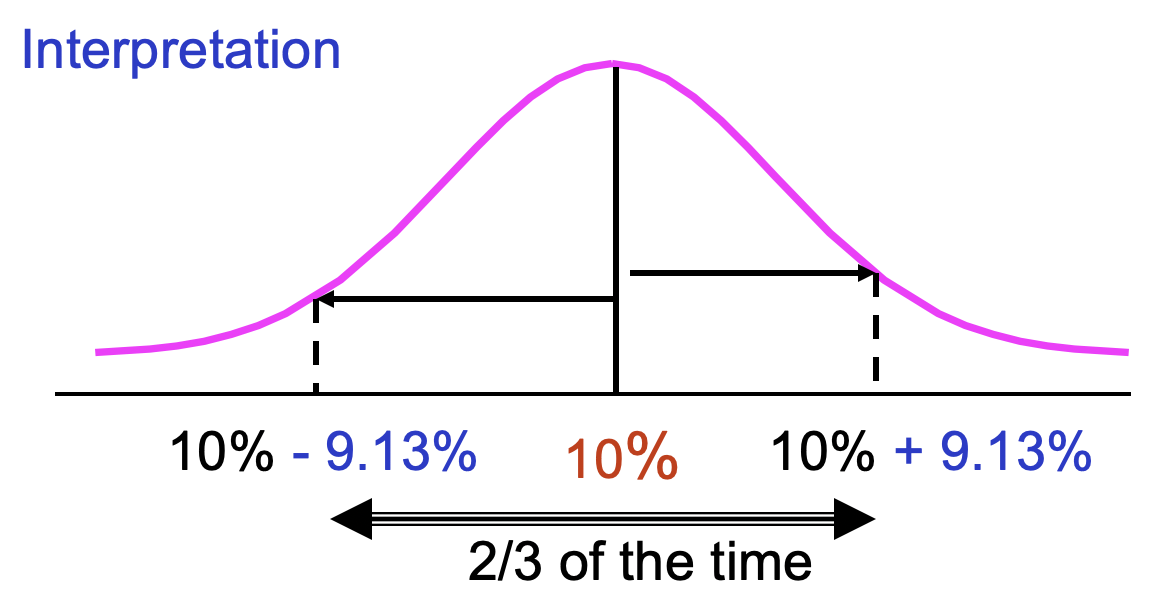 Interpretation
10% - 9.13% 10% 10% + 9.13%
2/3 of the time